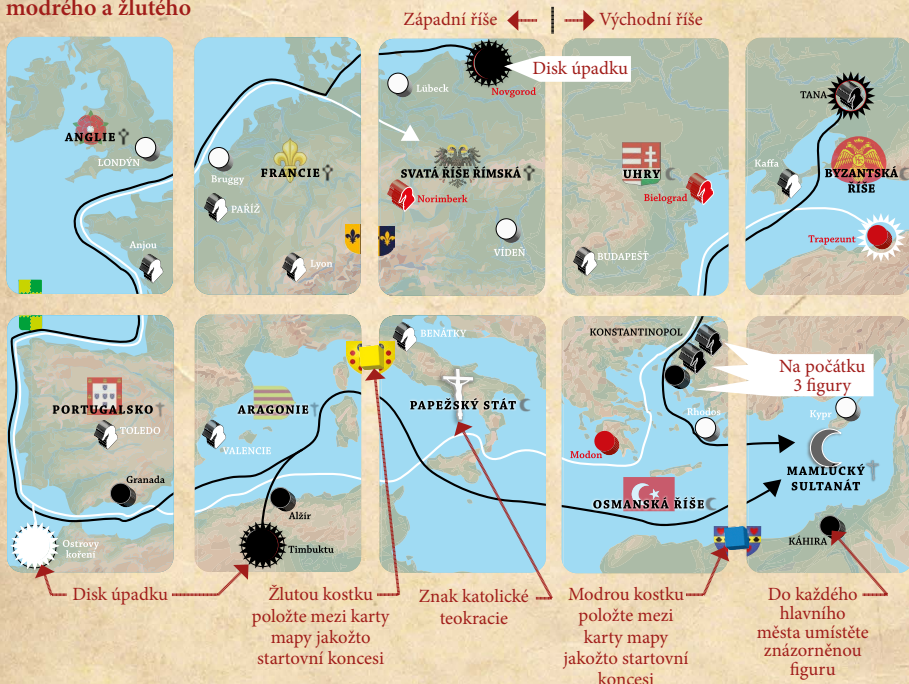 modrého a žlutého
Západní říše
Východní říše
Disk úpadku
ANGLIE
LONDÝN
Anjou
Bruggy
FRANCIE
PAŘÍŽ
Lyon
Lübeck
Novgorod
SVATÁ ŘÍŠE ŘÍMSKÁ
Norimberk
VÍDEŇ
UHRY
Bielograd
BUDAPEŠŤ
TANA
Kaffa
BYZANTSKÁ
ŘÍŠE
Trapezunt
PORTUGALSKO
TOLEDO
Granada
Ostrovy
koření
ARAGONIE
VALENCIE
Alžír
Timbuktu
BENÁTKY
PAPEŽSKÝ STÁT
KONSTANTINOPOL
Na počátku
3 figury
Rhodos
Modon
OSMANSKÁ ŘÍŠE
Kypr
MAMLÚCKÝ
SULTANÁT
KÁHIRA
Disk úpadku
Žlutou kostku
položte mezi karty
mapy jakožto
startovní koncesi
Znak katolické
teokracie
Modrou kostku
položte mezi
karty mapy
jakožto startovní
koncesi
Do každého
hlavního
města umístěte
znázorněnou
figuru